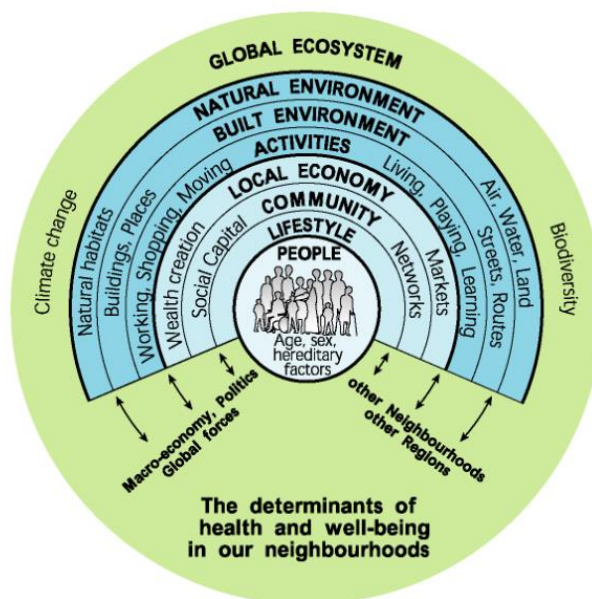 GLOBAL ECOSYSTEM
NATURAL ENVIRONMENT
BUILT ENVIRONMENT
ACTIVITIES
LOCAL ECONOMY
COMMUNITY
LIFESTYLE
PEOPLE
Age, sex,
hereditary
factors
Climate change
Natural habitats
Buildings, Places
Working, Shopping, Moving
Wealth creation
Social Capital
Networks
Markets
Living, Playing, Learning
Streets, Routes
Air, Water, Land
Biodiversity
Macro-economy, Politics
Global forces
other Neighbourhoods
other Regions
The determinants of
health and well-being
in our neighbourhoods